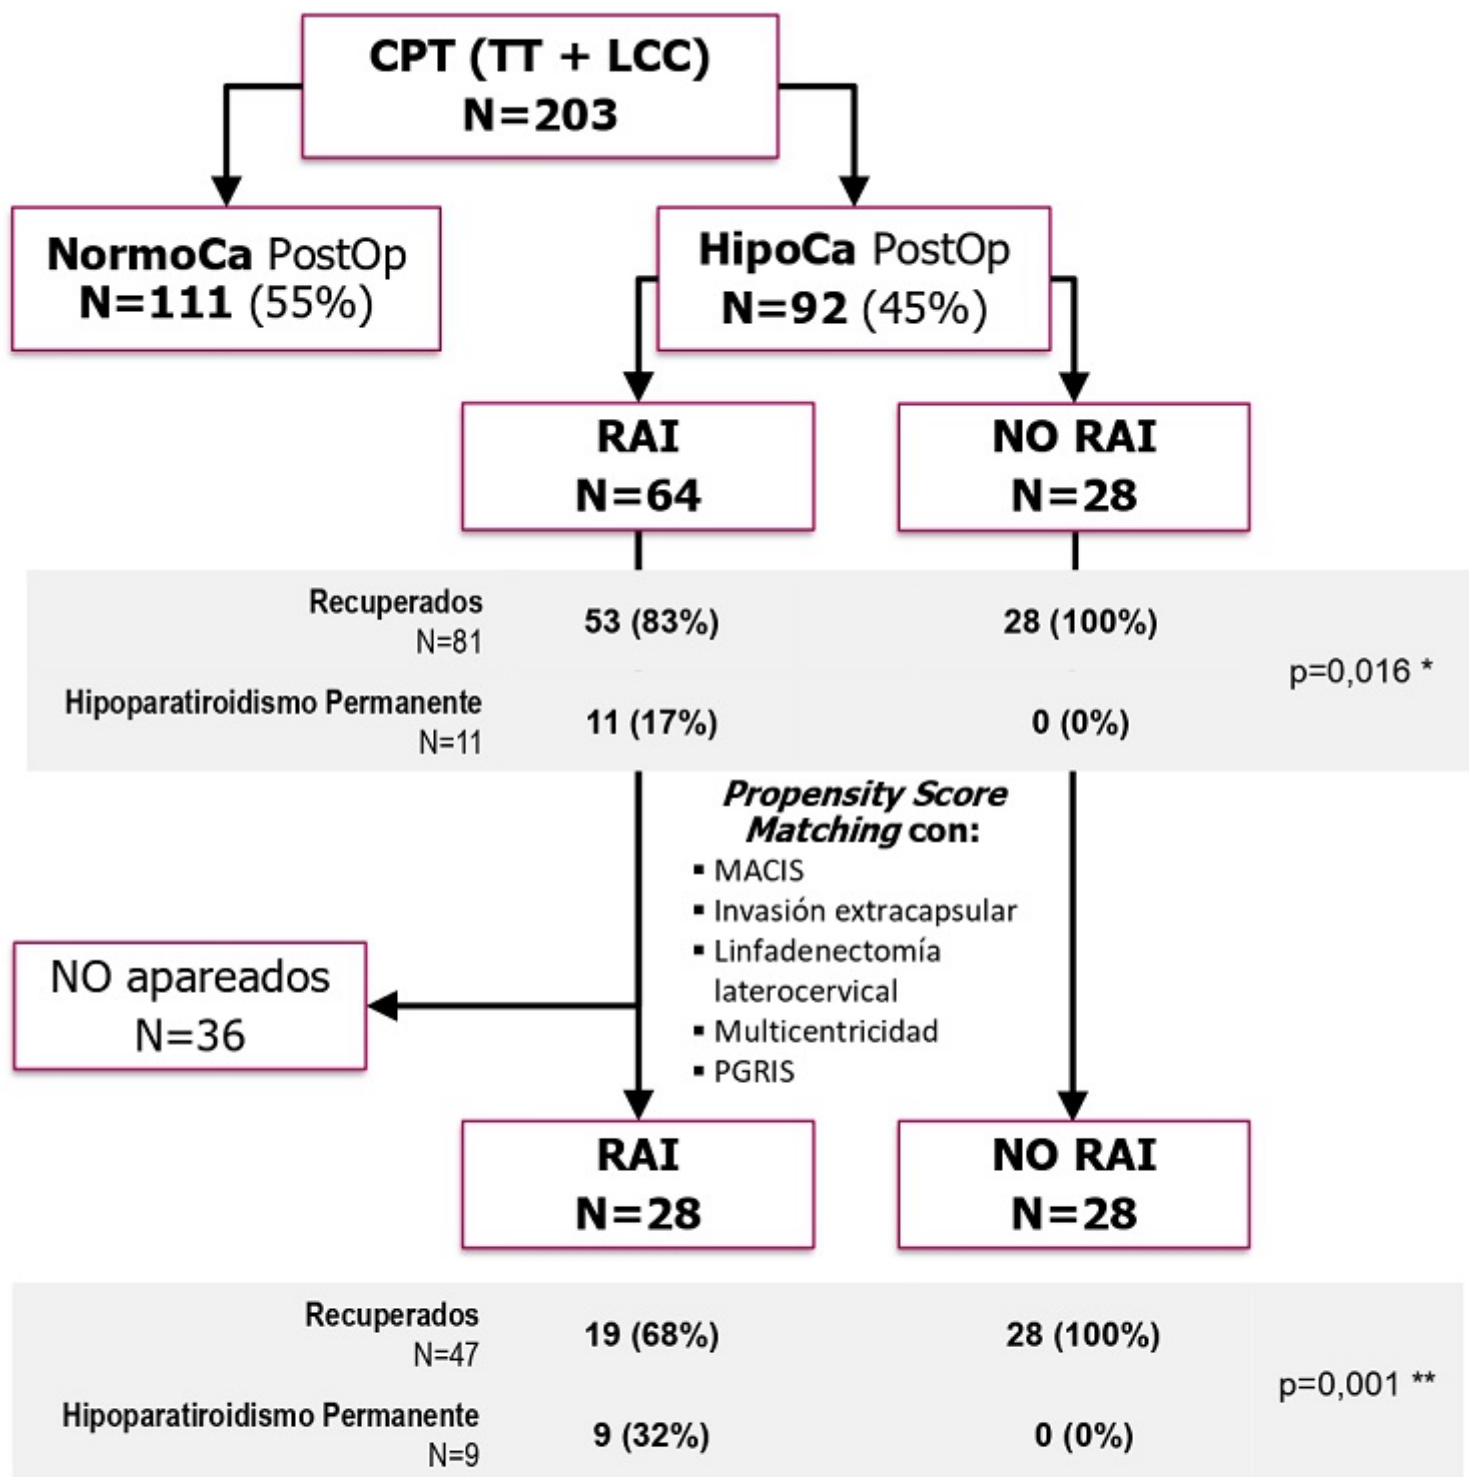 CPT (TT + LCC)
N=203
NormoCa PostOp
N=111 (55%)
HipoCa PostOp
N=92 (45%)
RAI
N=64
NO RAI
N=28
Recuperados
N=81
53 (83%)
28 (100%)
p=0,016 *
Hipoparatiroidismo Permanente
N=11
11 (17%)
0 (0%)
Propensity Score
Matching con:
▪ MACIS
▪ Invasión extracapsular
▪ Linfadenectomía
laterocervical
▪ Multicentricidad
▪ PGRIS
NO apareados
N=36
RAI
N=28
NO RAI
N=28
Recuperados
N=47
19 (68%)
28 (100%)
p=0,001 **
Hipoparatiroidismo Permanente
N=9
9 (32%)
0 (0%)